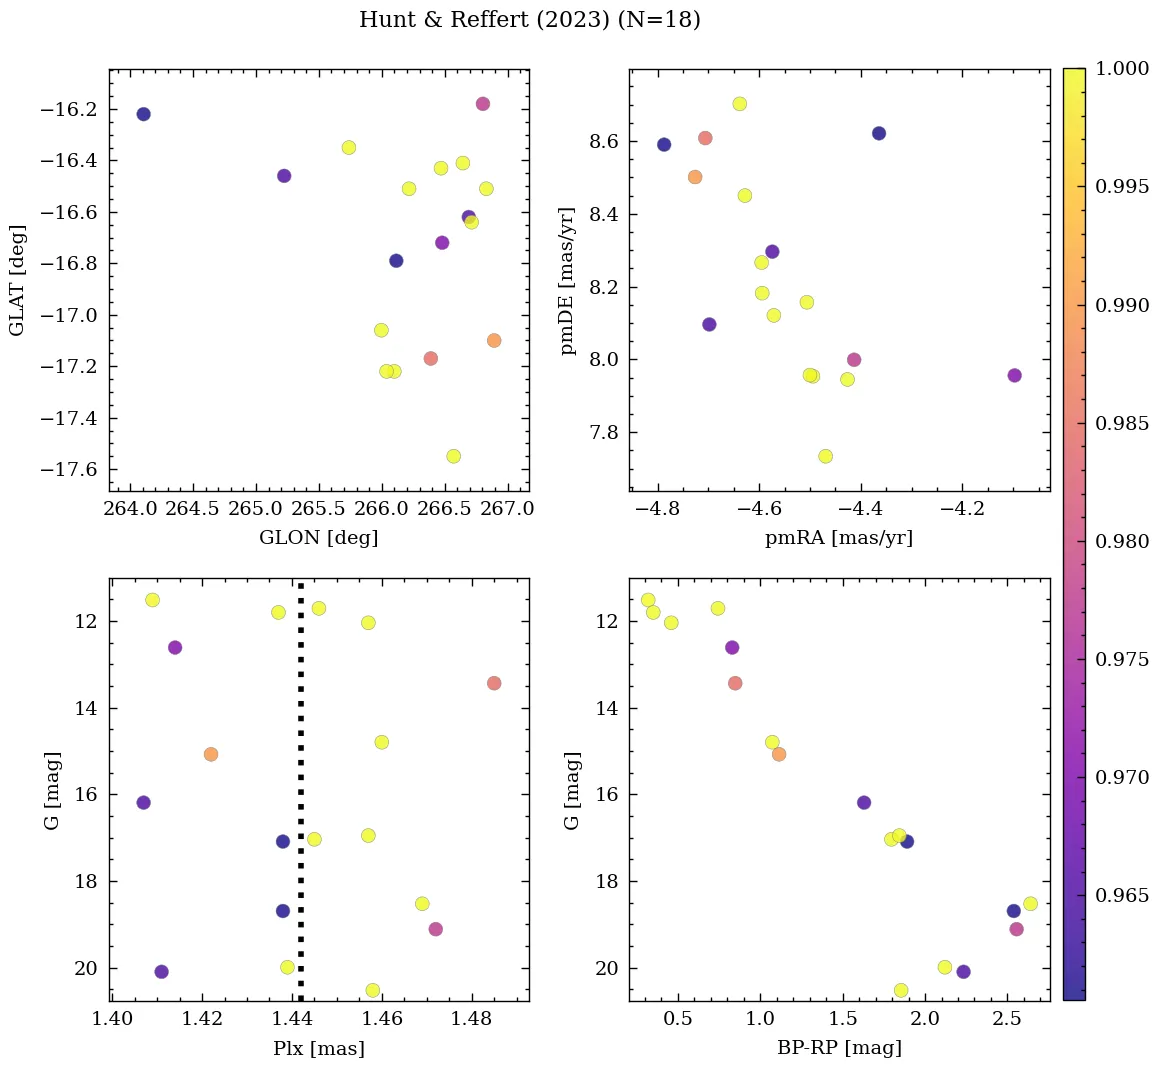 Hunt & Reffert (2023) (N=18)
−16.2
−16.4
−16.6
−16.8
−17.0
−17.2
−17.4
−17.6
GLAT [deg]
264.0 264.5 265.0 265.5 266.0 266.5 267.0
GLON [deg]
8.6
8.4
8.2
8.0
7.8
pmDE [mas/yr]
−4.8 −4.6 −4.4 −4.2
pmRA [mas/yr]
12
14
16
18
20
G [mag]
1.40 1.42 1.44 1.46 1.48
Plx [mas]
12
14
16
18
20
G [mag]
0.5 1.0 1.5 2.0 2.5
BP-RP [mag]
1.000
0.995
0.990
0.985
0.980
0.975
0.970
0.965